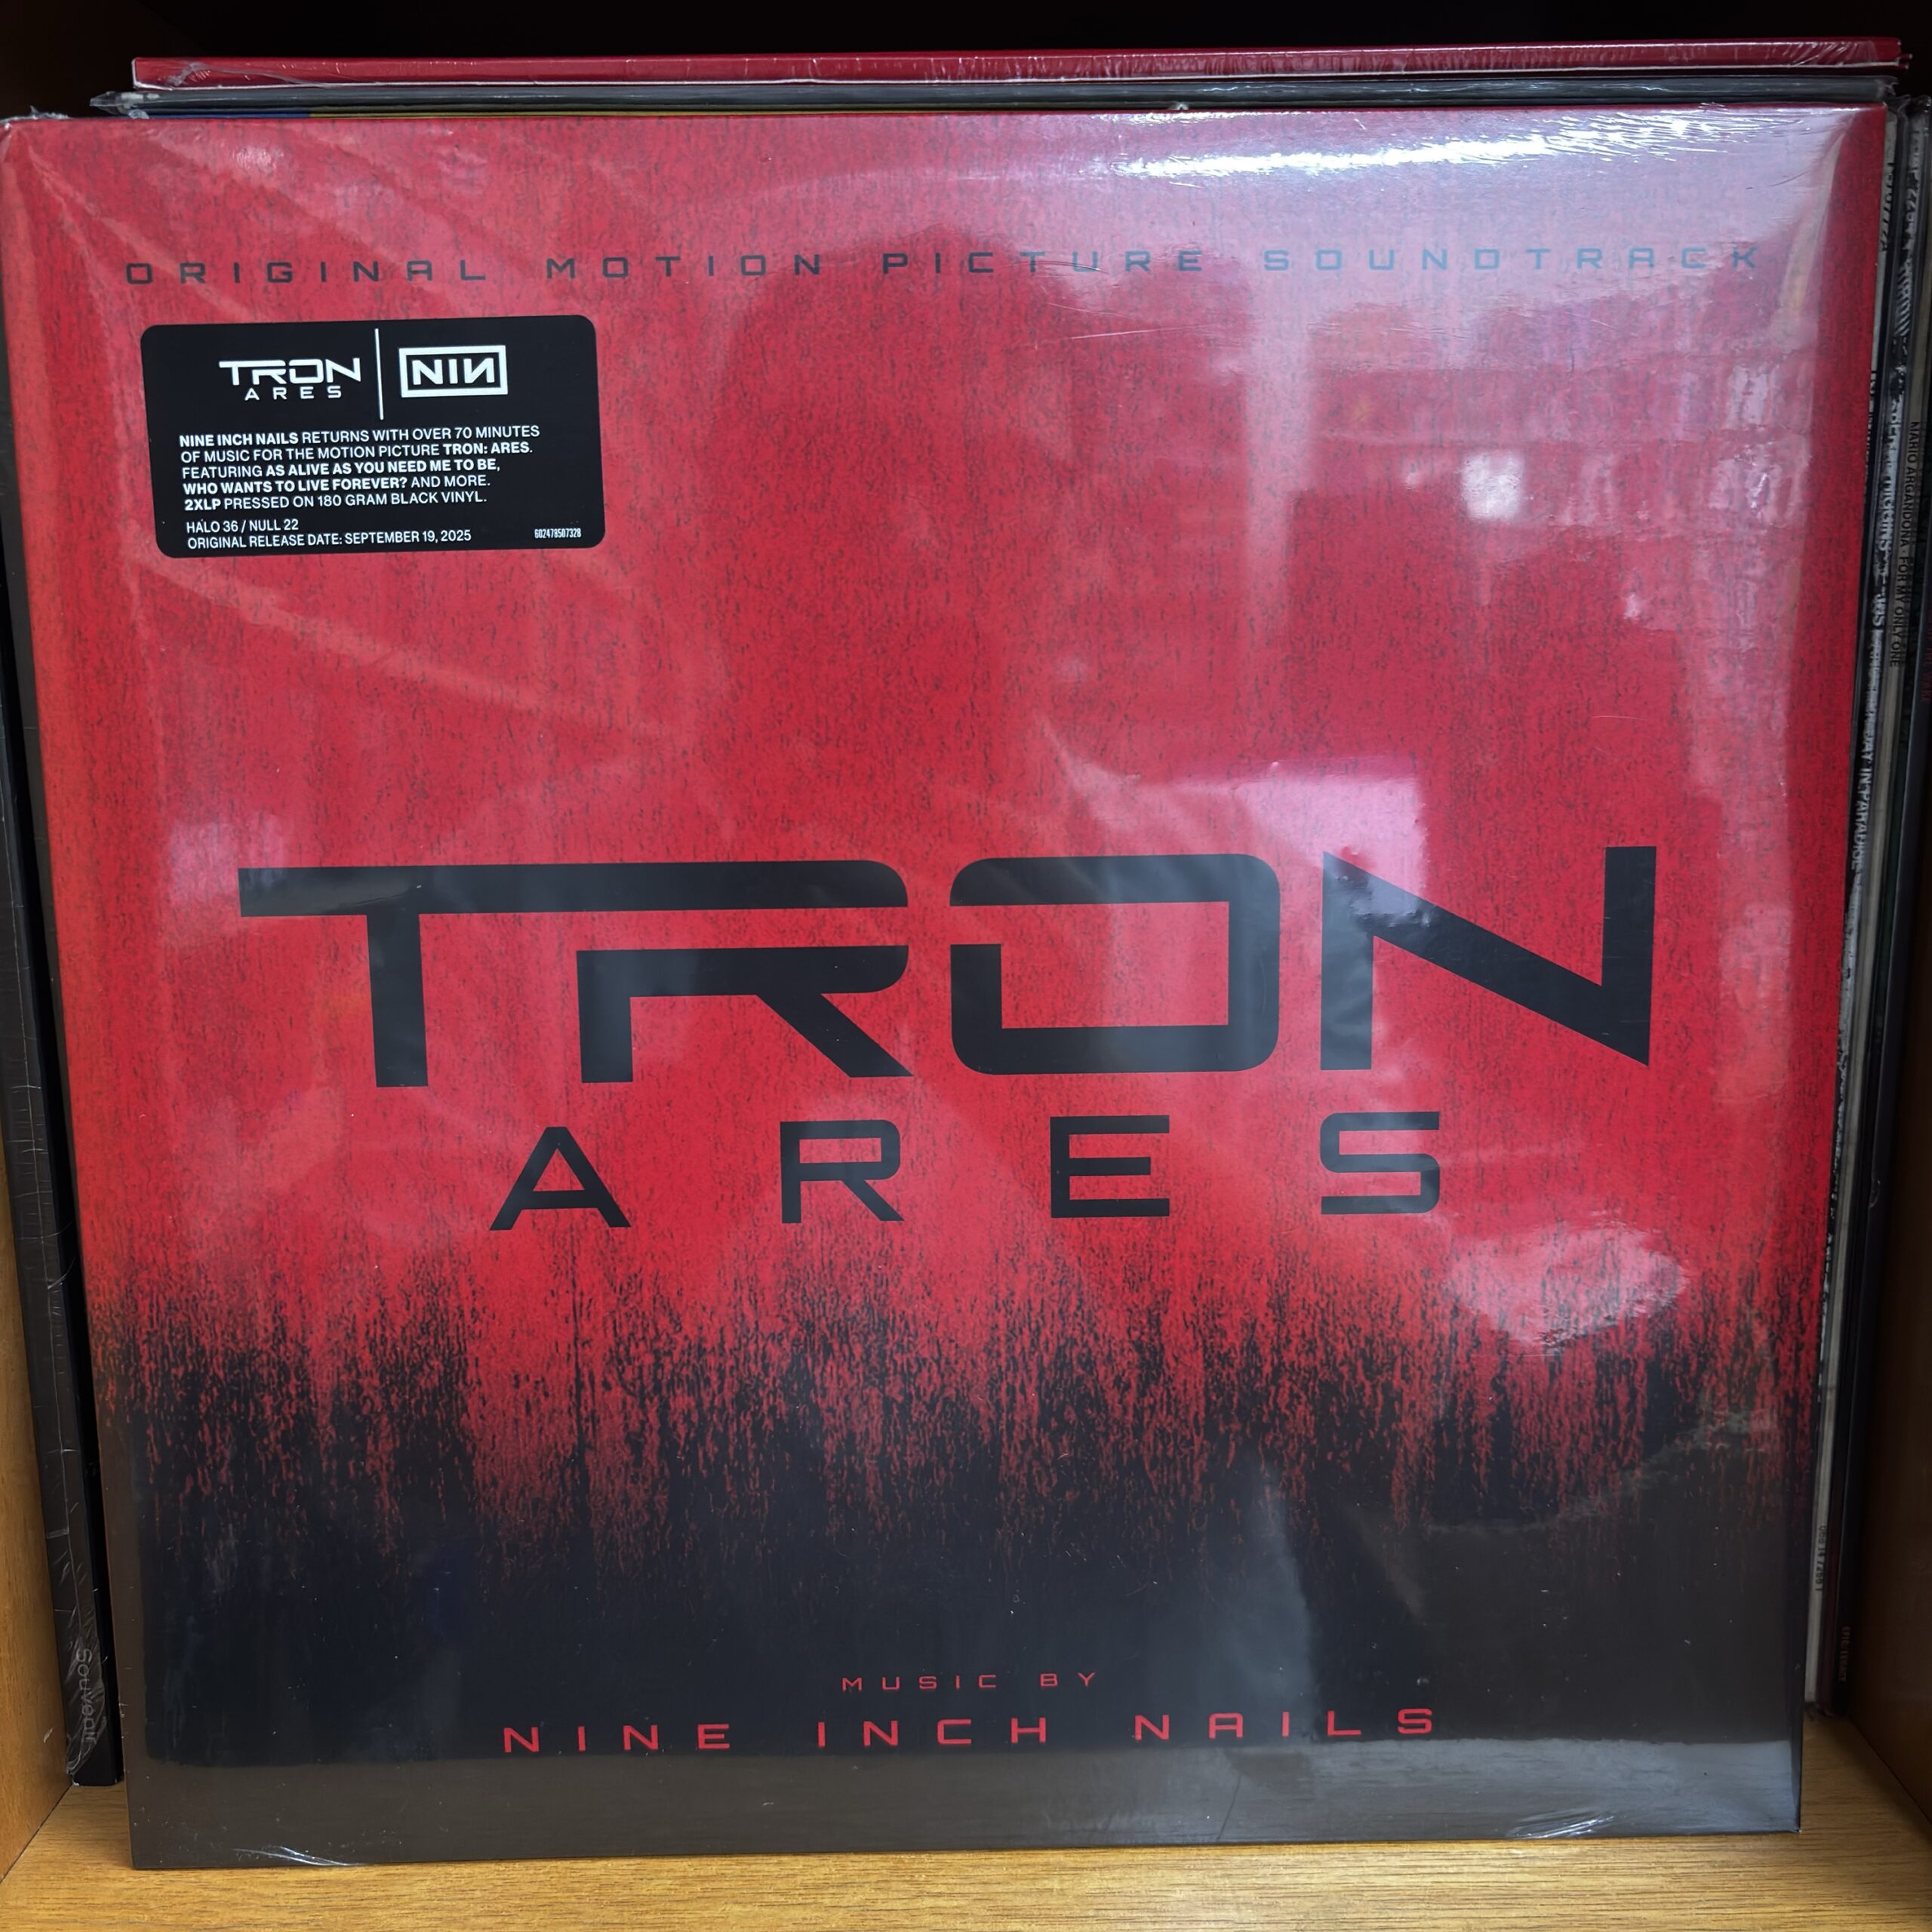 ORIGINAL MOTION PICTURE SOUNDTRACK
TRON
ARES
NIN
NINE INCH NAILS RETURNS WITH OVER 70 MINUTES
OF MUSIC FOR THE MOTION PICTURE TRON: ARES.
FEATURING AS ALIVE AS YOU NEED ME TO BE,
WHO WANTS TO LIVE FOREVER? AND MORE.
2XLP PRESSED ON 180 GRAM BLACK VINYL.
HALO 36 / NULL 22
ORIGINAL RELEASE DATE: SEPTEMBER 19, 2025
602478507328
TRON
ARES
MUSIC BY
NINE INCH NAILS